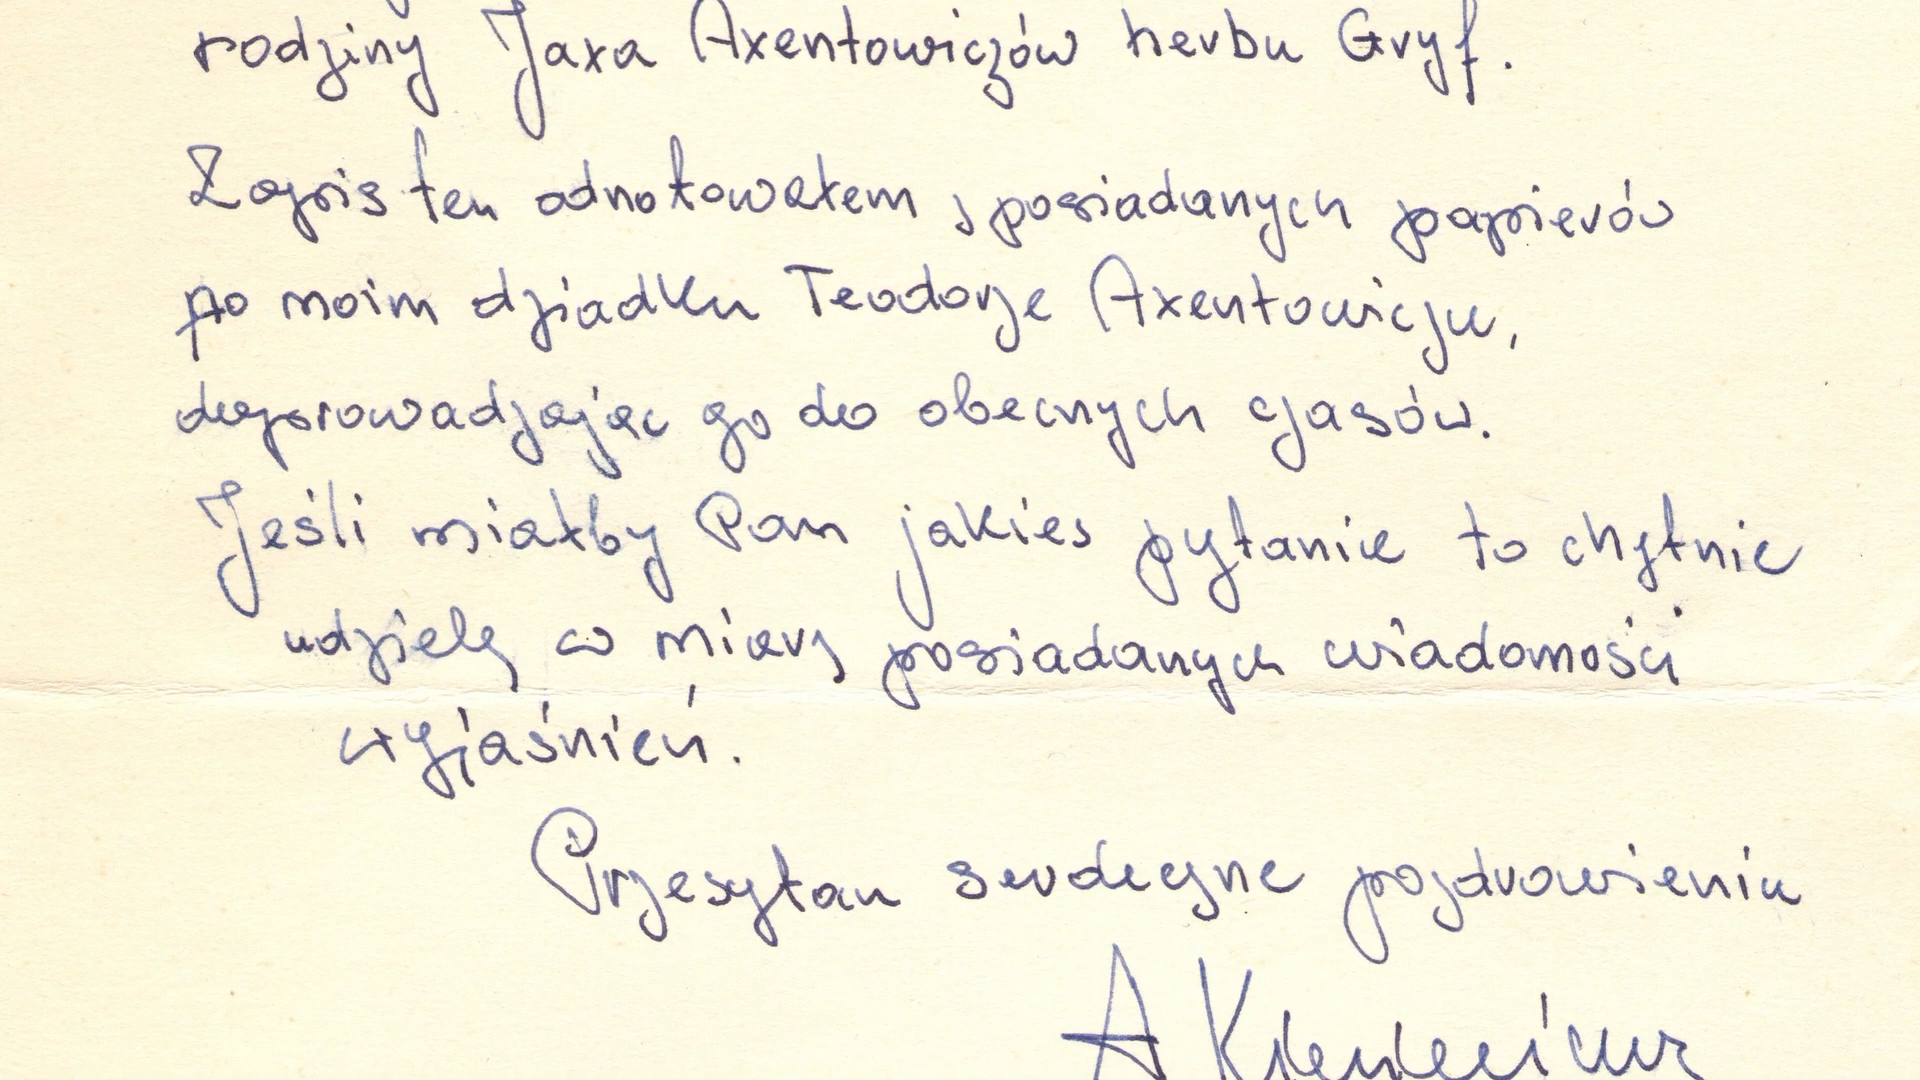 rodziny Jaxa Axentowiczów herbu Gryf.
Zapis ten odnotowałem z posiadanych papierów
po moim dziadku Teodorze Axentowiczu,
doprowadzając go do obecnych czasów.
Jeśli miałby Pan jakies pytanie to chętnie
udzielę w miarę posiadanych wiadomości
wyjaśnień.
Przesyłam serdeczne pozdrowienia
A